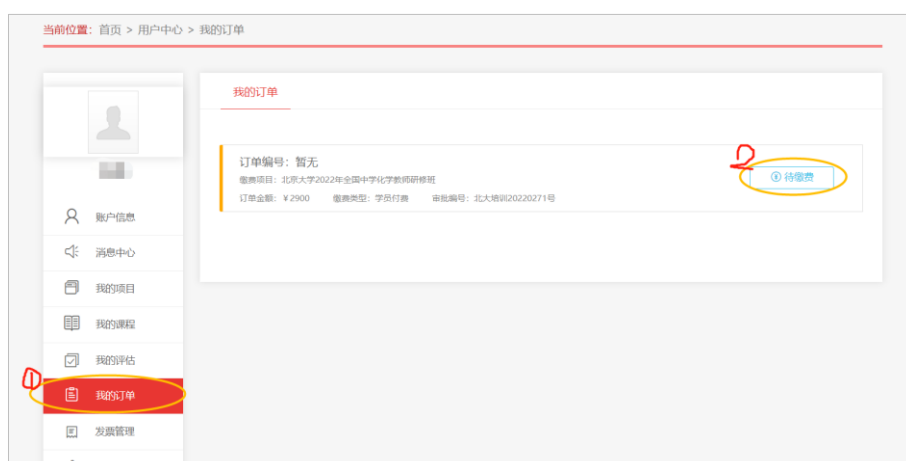 当前位置：首页 > 用户中心 > 我的订单
我的订单
订单编号：暂无
缴费项目：北京大学2022年全国中学化学教师研修班
订单金额：￥2900 缴费类型：学员付费 审批编号：北大培训20220271号
2
待缴费
账户信息
消息中心
我的项目
我的课程
我的评估
1
我的订单
发票管理